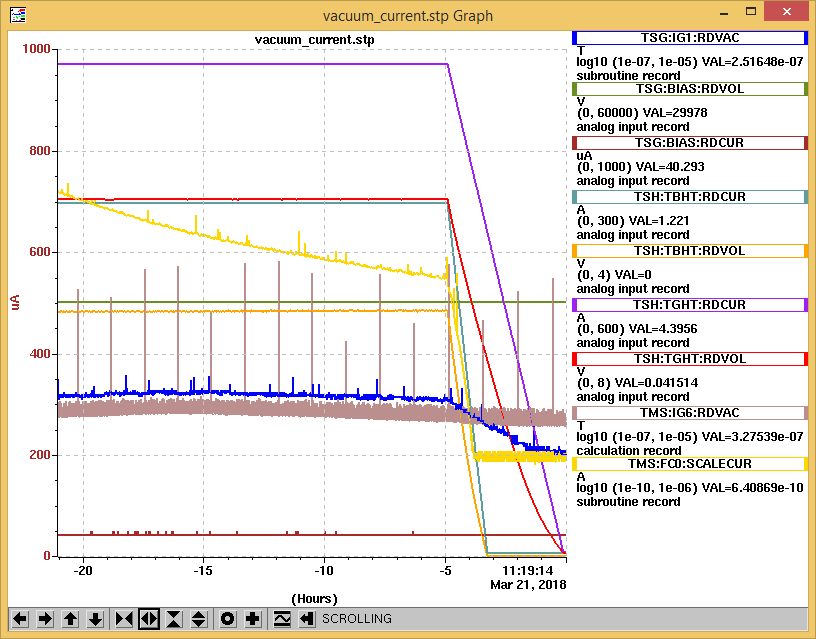 vacuum_current.stp Graph
vacuum_current.stp
1000
800
600
400
200
0
uA
-20 -15 -10 -5 11:19:14
Mar 21, 2018
(Hours)
TSG:IG1:RDVAC
T
log10 (1e-07, 1e-05) VAL=2.51648e-07
subroutine record
TSG:BIAS:RDVOL
V
(0, 60000) VAL=29978
analog input record
TSG:BIAS:RDCUR
uA
(0, 1000) VAL=40.293
analog input record
TSH:TBHT:RDCUR
A
(0, 300) VAL=1.221
analog input record
TSH:TBHT:RDVOL
V
(0, 4) VAL=0
analog input record
TSH:TGHT:RDCUR
A
(0, 600) VAL=4.3956
analog input record
TSH:TGHT:RDVOL
V
(0, 8) VAL=0.041514
analog input record
TMS:IG6:RDVAC
T
log10 (1e-07, 1e-05) VAL=3.27539e-07
calculation record
TMS:FC0:SCALECUR
A
log10 (1e-10, 1e-06) VAL=6.40869e-10
subroutine record
SCROLLING